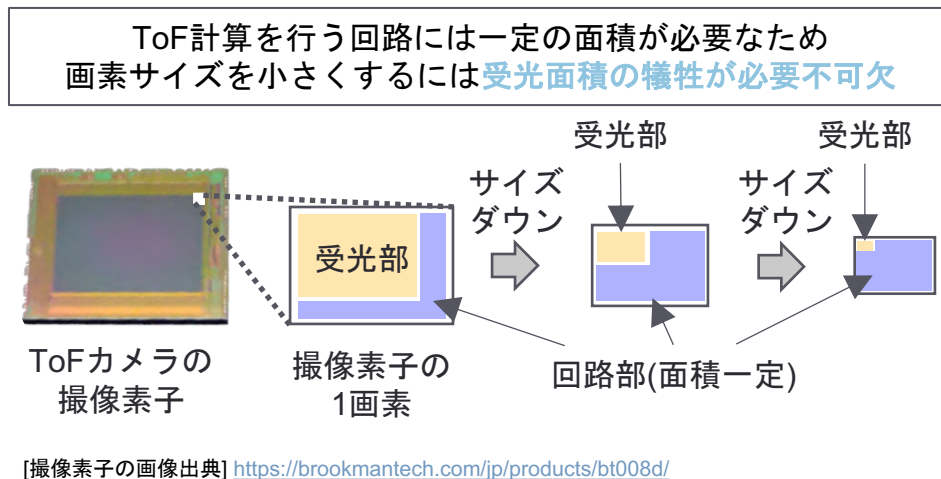 ToF計算を行う回路には一定の面積が必要なため
画素サイズを小さくするには受光面積の犠牲が必要不可欠
受光部
受光部
サイズ
ダウン
サイズ
ダウン
受光部
ToFカメラの
撮像素子
撮像素子の
1画素
回路部(面積一定)
[撮像素子の画像出典] https://brookmantech.com/jp/products/bt008d/